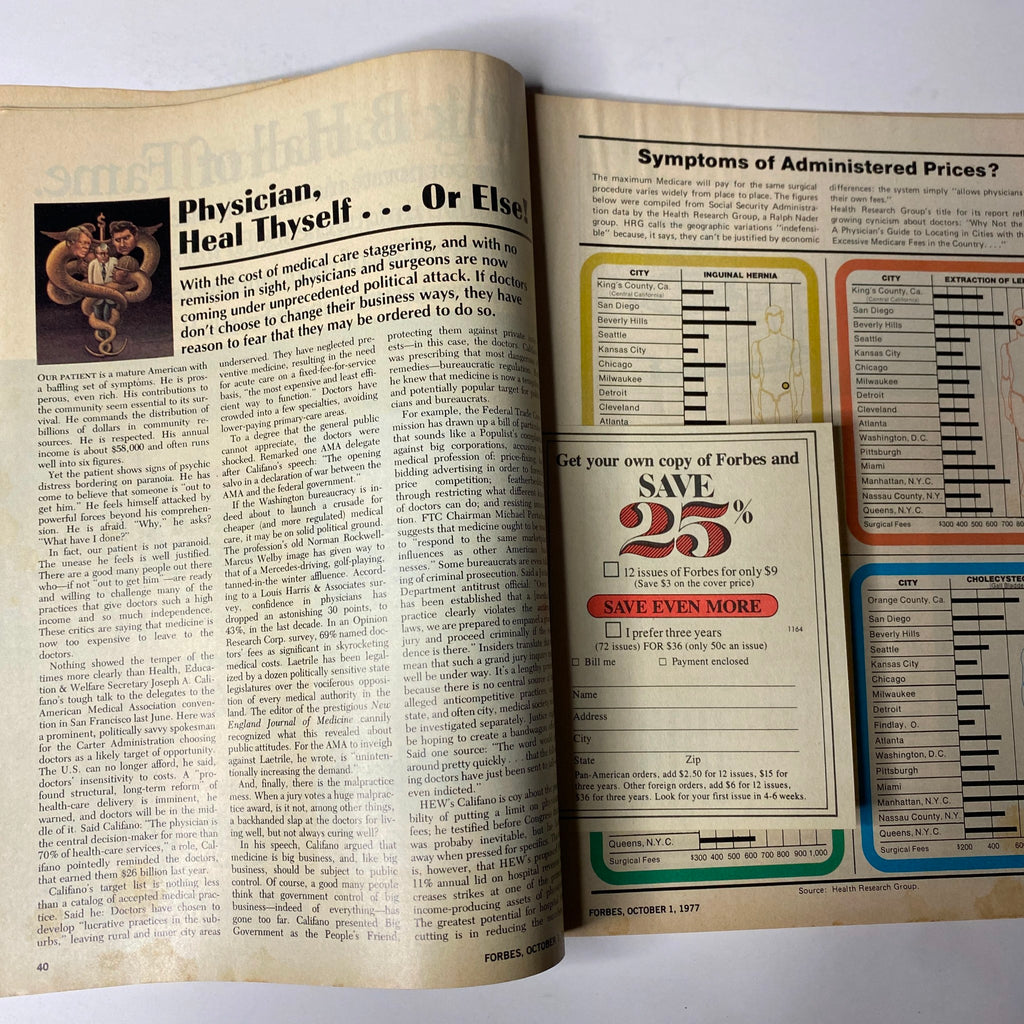 Physician,
Heal Thyself . . . Or Else!
With the cost of medical care staggering, and with no
remission in sight, physicians and surgeons are now
coming under unprecedented political attack. If doctors
don't choose to change their business ways, they have
reason to fear that they may be ordered to do so.
OUR PATIENT is a mature American with
a baffling set of symptoms. He is pros-
perous, even rich. His contributions to
the community seem essential to its sur-
vival. He commands the distribution of
billions of dollars in community re-
sources. He is respected. His annual
income is about $58,000 and often runs
well into six figures.
Yet the patient shows signs of psychic
distress bordering on paranoia. He has
come to believe that someone is "out to
get him." He feels himself attacked by
powerful forces beyond his comprehen-
sion. He is afraid. "Why," he asks?
"What have I done?"
In fact, our patient is not paranoid.
The unease he feels is well justified.
There are a good many people out there
who—if not "out to get him"—are ready
and willing to challenge many of the
practices that give doctors such a high
income and so much independence.
These critics are saying that medicine is
now too expensive to leave to the
doctors.
Nothing showed the temper of the
times more clearly than Health, Educa-
tion & Welfare Secretary Joseph A. Cali-
fano's tough talk to the delegates to the
American Medical Association conven-
tion in San Francisco last June. Here was
a prominent, politically savvy spokesman
for the Carter Administration choosing
doctors as a likely target of opportunity.
The U.S. can no longer afford, he said,
doctors' insensitivity to costs. A "pro-
found structural, long-term reform" of
health-care delivery is imminent, he
warned, and doctors will be in the mid-
dle of it. Said Califano: "The physician is
the central decision-maker for more than
70% of health-care services," a role, Cal-
ifano pointedly reminded the doctors,
that earned them $26 billion last year.
Califano's target list is nothing less
than a catalog of accepted medical prac-
tice. Said he: Doctors have chosen to
develop "lucrative practices in the sub-
urbs," leaving rural and inner city areas
underserved. They have neglected pre-
ventive medicine, resulting in the need
for acute care on a fixed-fee-for-service
basis, "the most expensive and least effi-
cient way to function." Doctors have
crowded into a few specialties, avoiding
lower-paying primary-care areas.
To a degree that the general public
cannot appreciate, the doctors were
shocked. Remarked one AMA delegate
after Califano's speech: "The opening
salvo in a declaration of war between the
AMA and the federal government."
If the Washington bureaucracy is in-
deed about to launch a crusade for
cheaper (and more regulated) medical
care, it may be on solid political ground.
The profession's old Norman Rockwell-
Marcus Welby image has given way to
that of a Mercedes-driving, golf-playing,
tanned-in-the winter affluence. Accord-
ing to a Louis Harris & Associates sur-
vey, confidence in physicians has
dropped an astonishing 30 points, to
43%, in the last decade. In an Opinion
Research Corp. survey, 69% named doc-
tors' fees as significant in skyrocketing
medical costs. Laetrile has been legal-
ized by a dozen politically sensitive state
legislatures over the vociferous opposi-
tion of every medical authority in the
land. The editor of the prestigious New
England Journal of Medicine cannily
recognized what this revealed about
public attitudes. For the AMA to inveigh
against Laetrile, he wrote, is "uninten-
tionally increasing the demand."
And, finally, there is the malpractice
mess. When a jury votes a huge malprac-
tice award, is it not, among other things,
a backhanded slap at the doctors for liv-
ing well, but not always curing well?
In his speech, Califano argued that
medicine is big business, and, like big
business, should be subject to public
control. Of course, a good many people
think that government control of big
business—indeed of everything—has
gone too far. Califano presented Big
Government as the People's Friend,
protecting them against private
ests—in this case, the doctors.
was prescribing that most dangerous
remedies—bureaucratic regulation.
he knew medicine is now a
and potentially popular target for
cians and bureaucrats.
For example, the Federal Trade
mission has drawn up a bill of
that sounds like a Populist's
against big corporations, accusing
medical profession of: price-fixing,
bidding advertising in order to
price competition; featherbedding
through restricting what different
of doctors can do; and resisting
tion. FTC Chairman Michael
suggests that medicine ought to be
to "respond to the same market
influences as other American
nesses." Some bureaucrats are even
ing of criminal prosecution. Said a
Department antitrust official:
has been established that a
practice clearly violates the
laws, we are prepared to empanel a
jury and proceed criminally if the
dence is there." Insiders translate
mean that such a grand jury inquiry
well be under way. It's a lengthy
because there is no central source
alleged anticompetitive practices,
state, and often city, medical society
be investigated separately. Justice
be hoping to create a bandwagon
Said one source: "The word would
around pretty quickly . . . that the
ing doctors have just been sent to
even indicted."
HEW's Califano is coy about the
bility of putting a limit on
fees; he testified before Congress
was probaby inevitable, but
away when pressed for specifics.
is, however, that HEW's proposed
11% annual lid on hospital revenue
creases strikes at one of the
income-producing assets of
The greatest potential for
cutting is in reducing the
40
FORBES, OCTOBER
Symptoms of Administered Prices?
The maximum Medicare will pay for the same surgical
procedure varies widely from place to place. The figures
below were compiled from Social Security Administra-
tion data by the Health Research Group, a Ralph Nader
group. HRG calls the geographic variations "indefensi-
ble" because, it says, they can't be justified by economic
differences: the system simply "allows physicians
their own fees."
Health Research Group's title for its report
growing cynicism about doctors: "Why Not the
A Physician's Guide to Locating in Cities with the
Excessive Medicare Fees in the Country. . . ."
CITY INGUINAL HERNIA
King's County, Ca.
(Central California)
San Diego
Beverly Hills
Seattle
Kansas City
Chicago
Milwaukee
Detroit
Cleveland
Atlanta
CITY EXTRACTION OF
King's County, Ca.
(Central California)
San Diego
Beverly Hills
Seattle
Kansas City
Chicago
Milwaukee
Detroit
Cleveland
Atlanta
Washington, D.C.
Pittsburgh
Miami
Manhattan, N.Y.C.
Nassau County, N.Y.
Queens, N.Y.C.
Surgical Fees $300 400 500 600 700
Get your own copy of Forbes and
SAVE
25%
12 issues of Forbes for only $9
(Save $3 on the cover price)
SAVE EVEN MORE
I prefer three years 1164
(72 issues) FOR $36 (only 50c an issue)
Bill me Payment enclosed
Name
Address
City
State Zip
Pan-American orders, add $2.50 for 12 issues, $15 for
three years. Other foreign orders, add $6 for 12 issues,
$36 for three years. Look for your first issue in 4-6 weeks.
CITY
Orange County, Ca.
San Diego
Beverly Hills
Seattle
Kansas City
Chicago
Milwaukee
Detroit
Findlay, O.
Atlanta
Washington, D.C.
Pittsburgh
Miami
Manhattan, N.Y.C.
Nassau County, N.Y.
Queens, N.Y.C.
Surgical Fees $200 400
Queens, N.Y.C.
Surgical Fees $300 400 500 600 700 800 900 1,000
Source: Health Research Group.
FORBES, OCTOBER 1, 1977